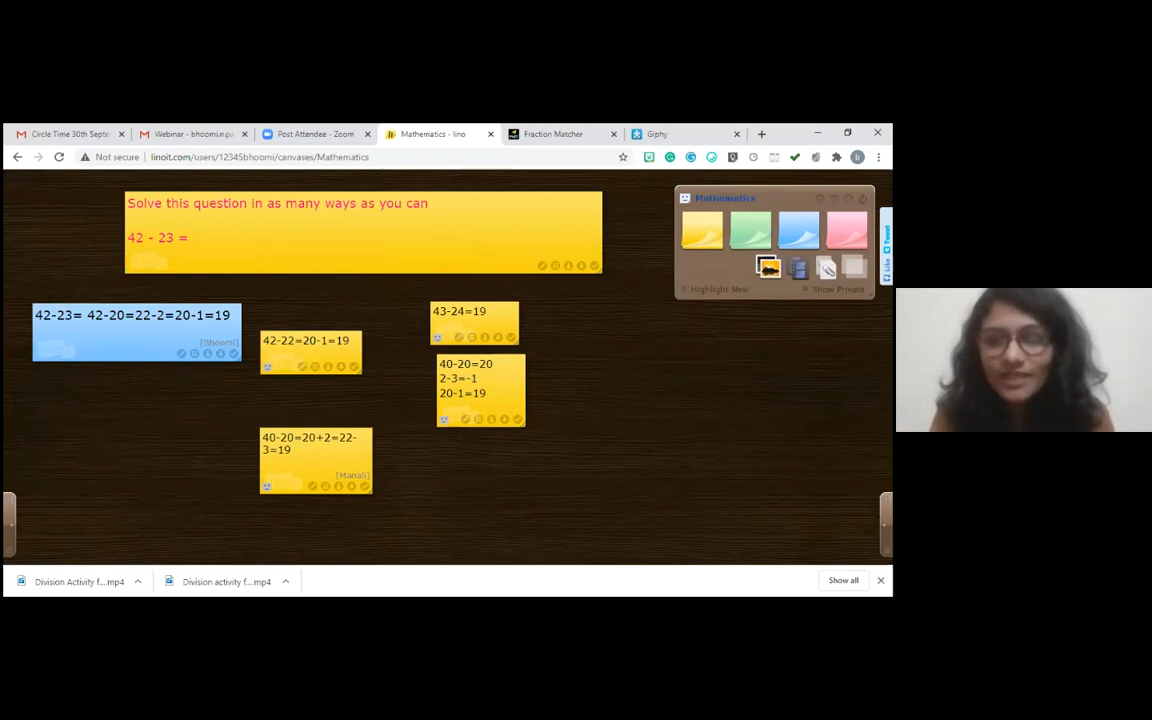 Circle Time 30th Septe
Webinar - bhoomi.n.pa
Post Attendee - Zoom
Mathematics - lino
Fraction Matcher
Giphy
Not secure
linoit.com/users/12345bhoomi/canvases/Mathematics
b
Solve this question in as many ways as you can
42 - 23 =
Mathematics
Highlight New
Show Private
Tweet
Like
42-23= 42-20=22-2=20-1=19
[Bhoomi]
42-22=20-1=19
43-24=19
40-20=20
2-3=-1
20-1=19
40-20=20+2=22-
3=19
[Manali]
Division Activity f....mp4
Division activity f....mp4
Show all